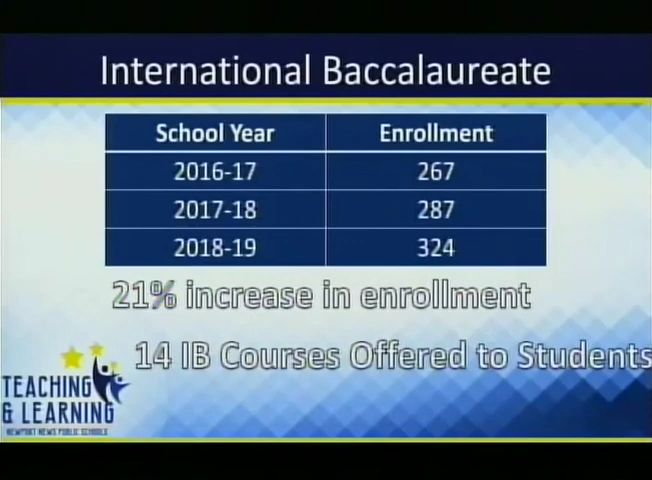 International Baccalaureate
School Year Enrollment
2016-17 267
2017-18 287
2018-19 324
21% increase in enrollment
14 IB Courses Offered to Students
TEACHING
& LEARNING
NEWPORT NEWS PUBLIC SCHOOLS